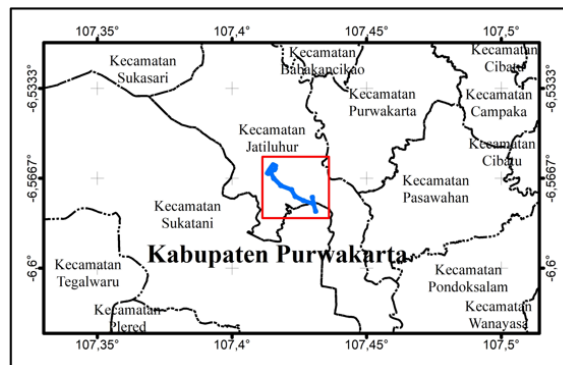 107,35°
107,4°
107,45°
107,5°
-6,5333°
-6,5333°
-6,5667°
-6,5667°
-6,6°
-6,6°
Kecamatan
Sukasari
Kecamatan
Babakancikao
Kecamatan
Cibatu
Kecamatan
Purwakarta
Kecamatan
Campaka
Kecamatan
Jatiluhur
Kecamatan
Cibatu
Kecamatan
Pasawahan
Kecamatan
Sukatani
Kabupaten Purwakarta
Kecamatan
Tegalwaru
Kecamatan
Pondoksalam
Kecamatan
Plered
Kecamatan
Wanayasa
107,35°
107,4°
107,45°
107,5°